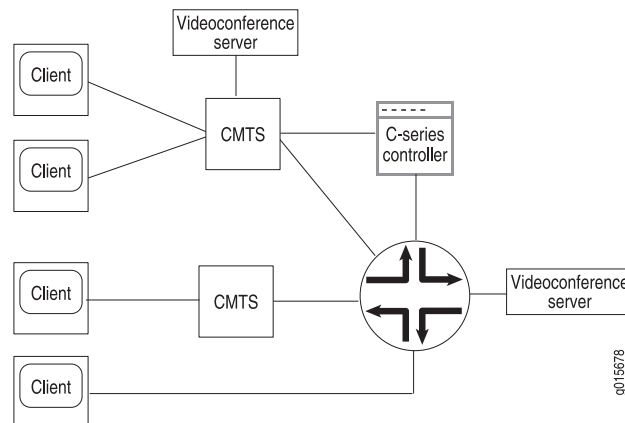 Videoconference
server
Client
CMTS
C-series
controller
Client
Client
CMTS
Videoconference
server
Client
g015678